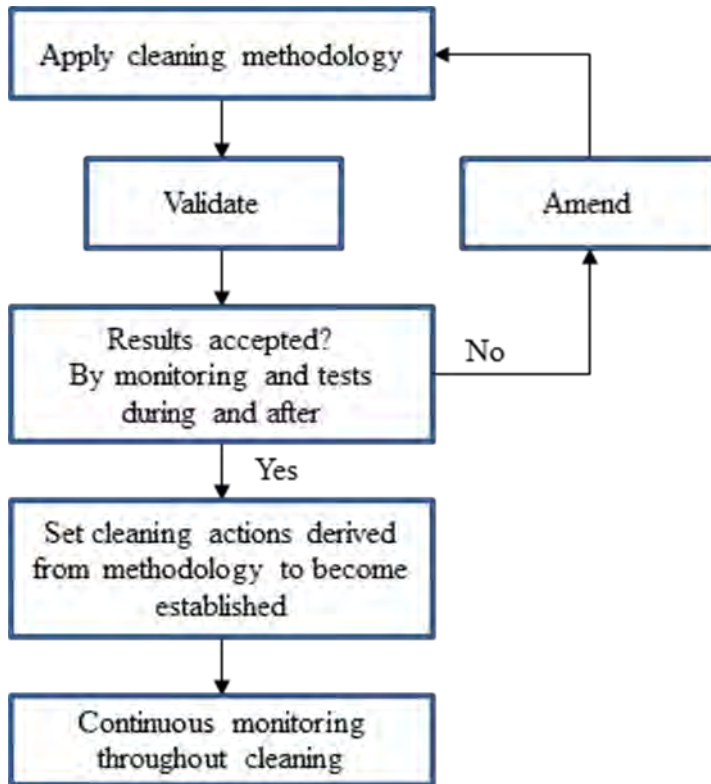 Apply cleaning methodology
Validate
Amend
Results accepted?
By monitoring and tests
during and after
No
Yes
Set cleaning actions derived
from methodology to become
established
Continuous monitoring
throughout cleaning